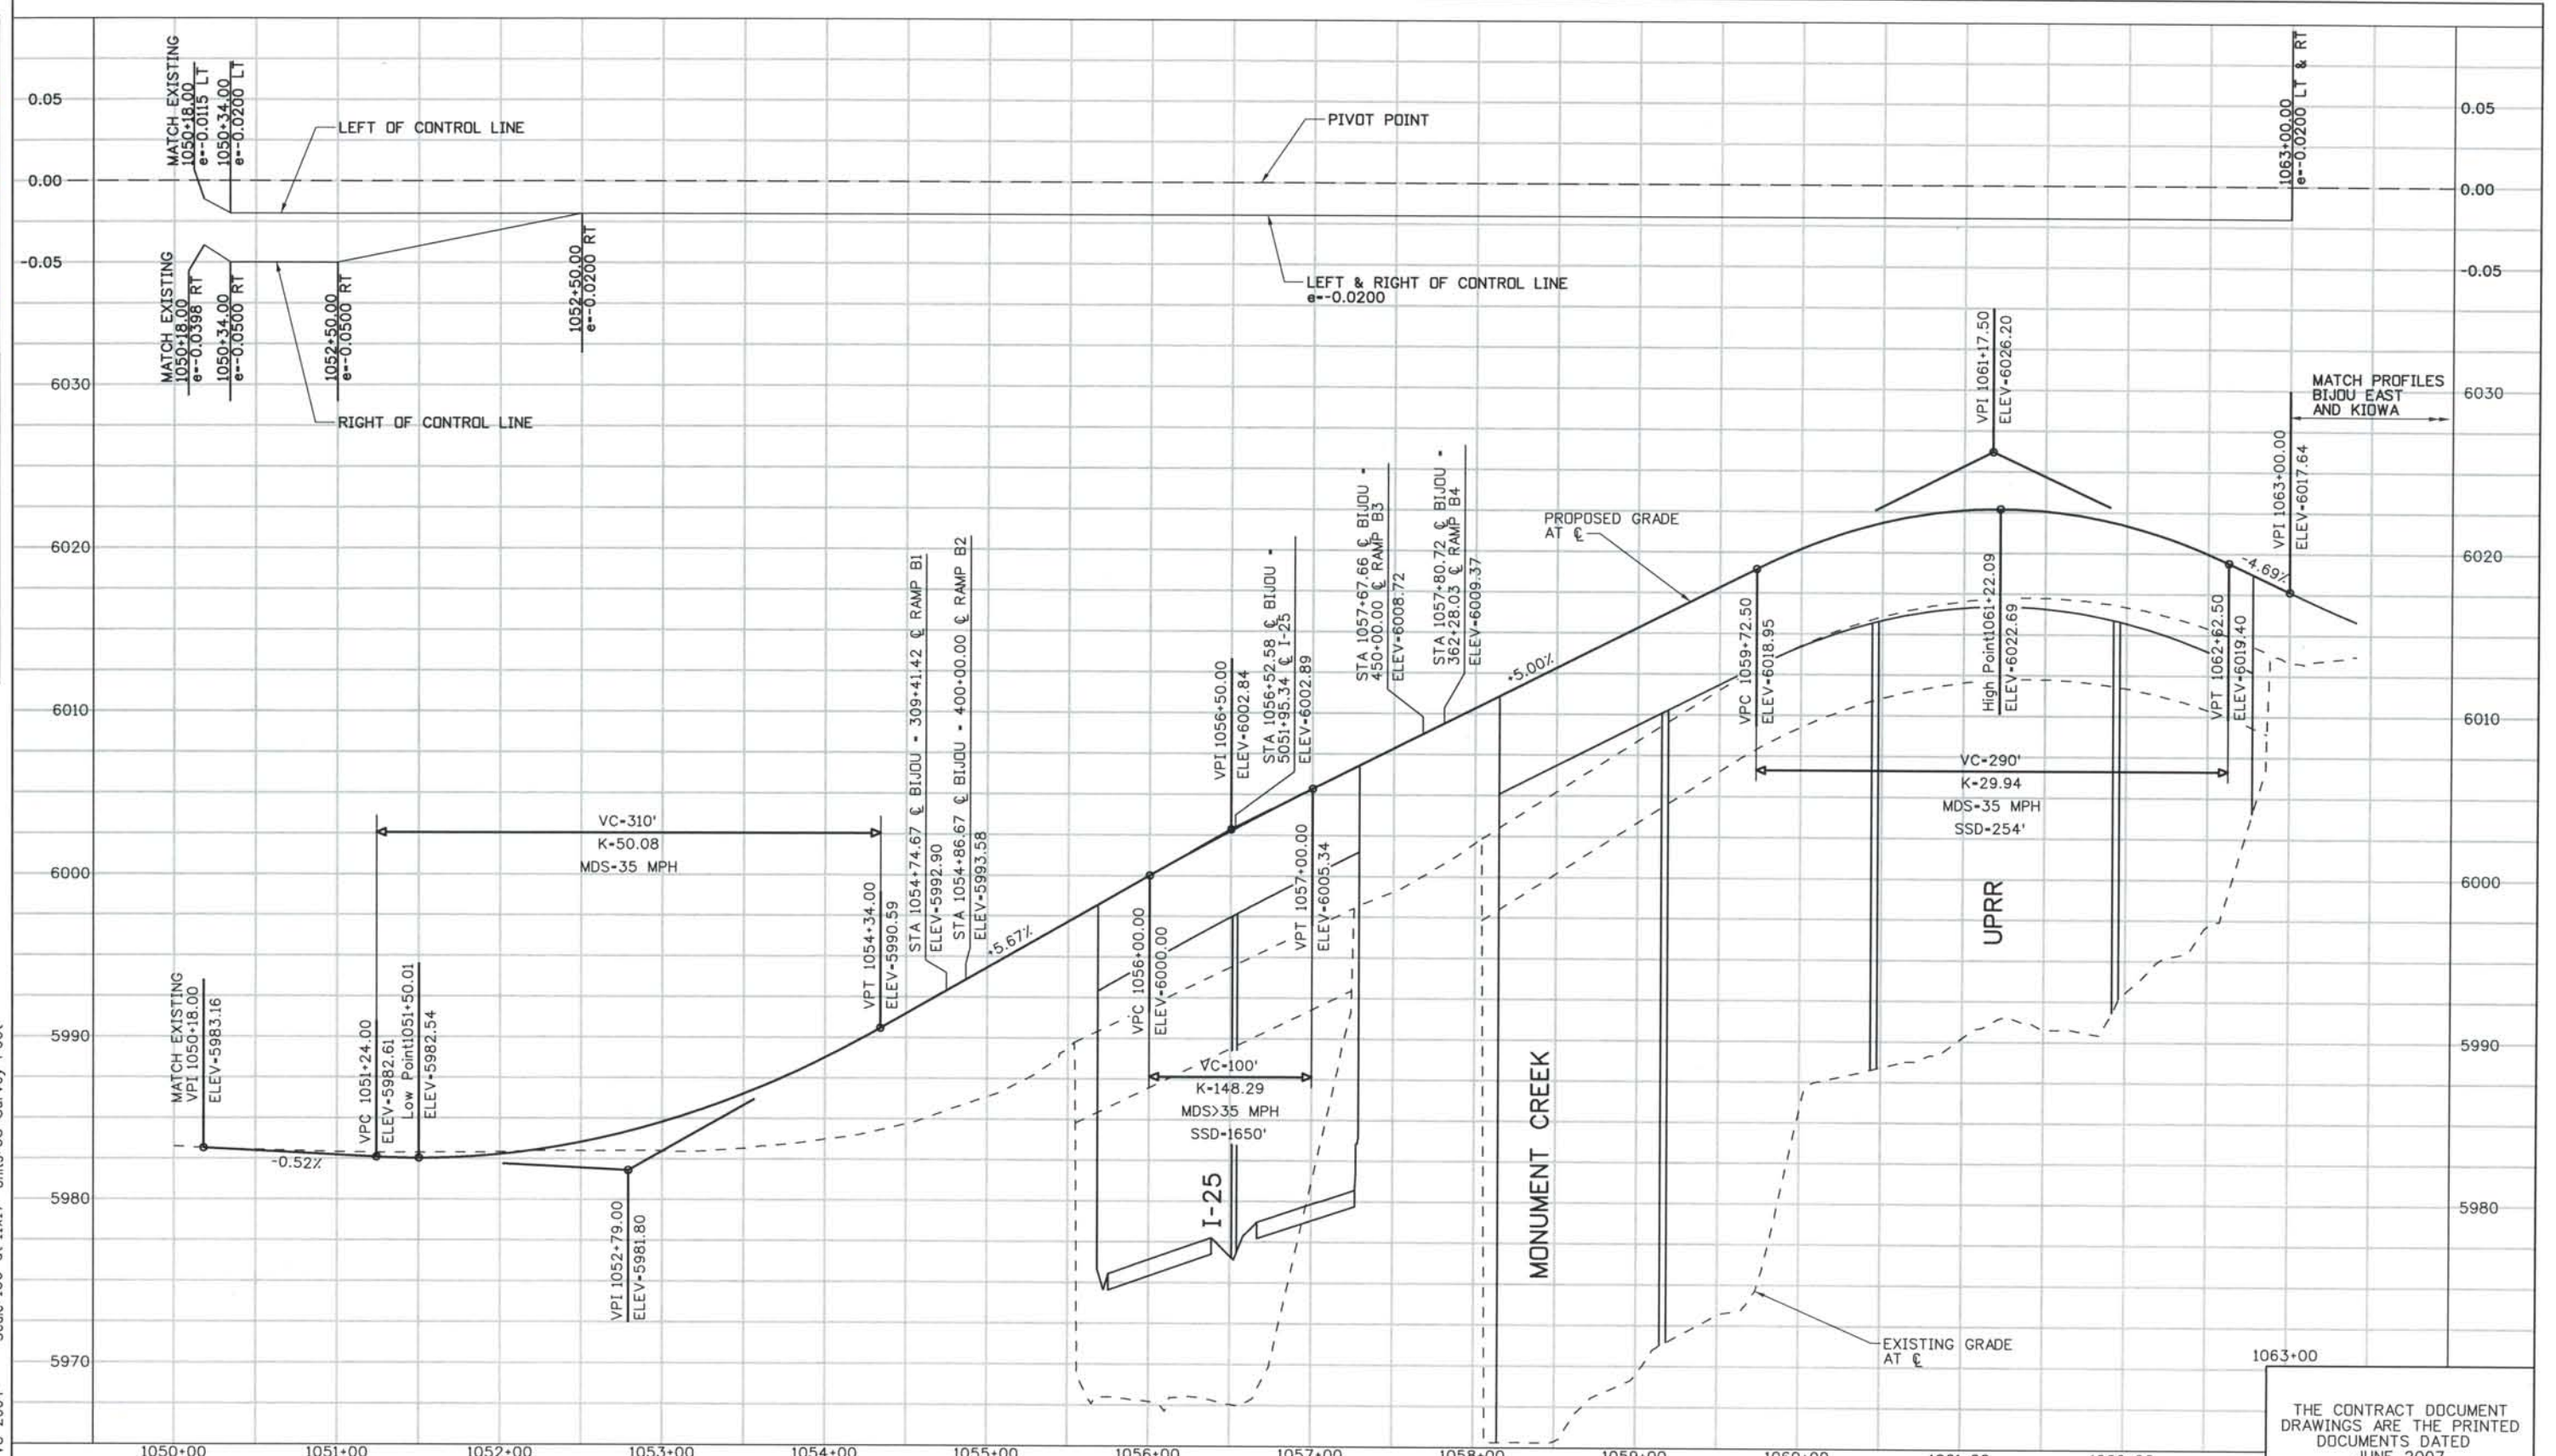 MATCH EXISTING
1050+18.00
e=-0.0115 LT
1050+34.00
e=-0.0200 LT
LEFT OF CONTROL LINE
PIVOT POINT
1063+00.00
e=-0.0200 LT & RT
0.05
0.00
-0.05
0.05
0.00
-0.05
MATCH EXISTING
1050+18.00
e=-0.0398 RT
1050+34.00
e=-0.0500 RT
1052+50.00
e=-0.0500 RT
RIGHT OF CONTROL LINE
1052+50.00
e=-0.0200 RT
LEFT & RIGHT OF CONTROL LINE
e=-0.0200
6030
6020
6010
6000
5990
5980
5970
6030
6020
6010
6000
5990
5980
MATCH EXISTING
VPI 1050+18.00
ELEV=5983.16
-0.52%
VPC 1051+24.00
ELEV=5982.61
Low Point1051+50.01
ELEV=5982.54
VC=310'
K=50.08
MDS=35 MPH
VPI 1052+79.00
ELEV=5981.80
VPT 1054+34.00
ELEV=5990.59
STA 1054+74.67 ℄ BIJOU = 309+41.42 ℄ RAMP B1
ELEV=5992.90
STA 1054+86.67 ℄ BIJOU = 400+00.00 ℄ RAMP B2
ELEV=5993.58
+5.67%
VPC 1056+00.00
ELEV=6000.00
VPI 1056+50.00
ELEV=6002.84
STA 1056+52.58 ℄ BIJOU =
5051+95.34 ℄ I-25
ELEV=6002.89
VPT 1057+00.00
ELEV=6005.34
VC=100'
K=148.29
MDS>35 MPH
SSD=1650'
I-25
STA 1057+67.66 ℄ BIJOU =
450+00.00 ℄ RAMP B3
ELEV=6008.72
STA 1057+80.72 ℄ BIJOU =
362+28.03 ℄ RAMP B4
ELEV=6009.37
+5.00%
PROPOSED GRADE
AT ℄
MONUMENT CREEK
VPC 1059+72.50
ELEV=6018.95
VPI 1061+17.50
ELEV=6026.20
High Point1061+22.09
ELEV=6022.69
VC=290'
K=29.94
MDS=35 MPH
SSD=254'
UPRR
VPT 1062+62.50
ELEV=6019.40
-4.69%
VPI 1063+00.00
ELEV=6017.64
MATCH PROFILES
BIJOU EAST
AND KIOWA
EXISTING GRADE
AT ℄
1063+00
THE CONTRACT DOCUMENT
DRAWINGS ARE THE PRINTED
DOCUMENTS DATED
JUNE 2007
1050+00
1051+00
1052+00
1053+00
1054+00
1055+00
1056+00
1057+00
1058+00
1059+00